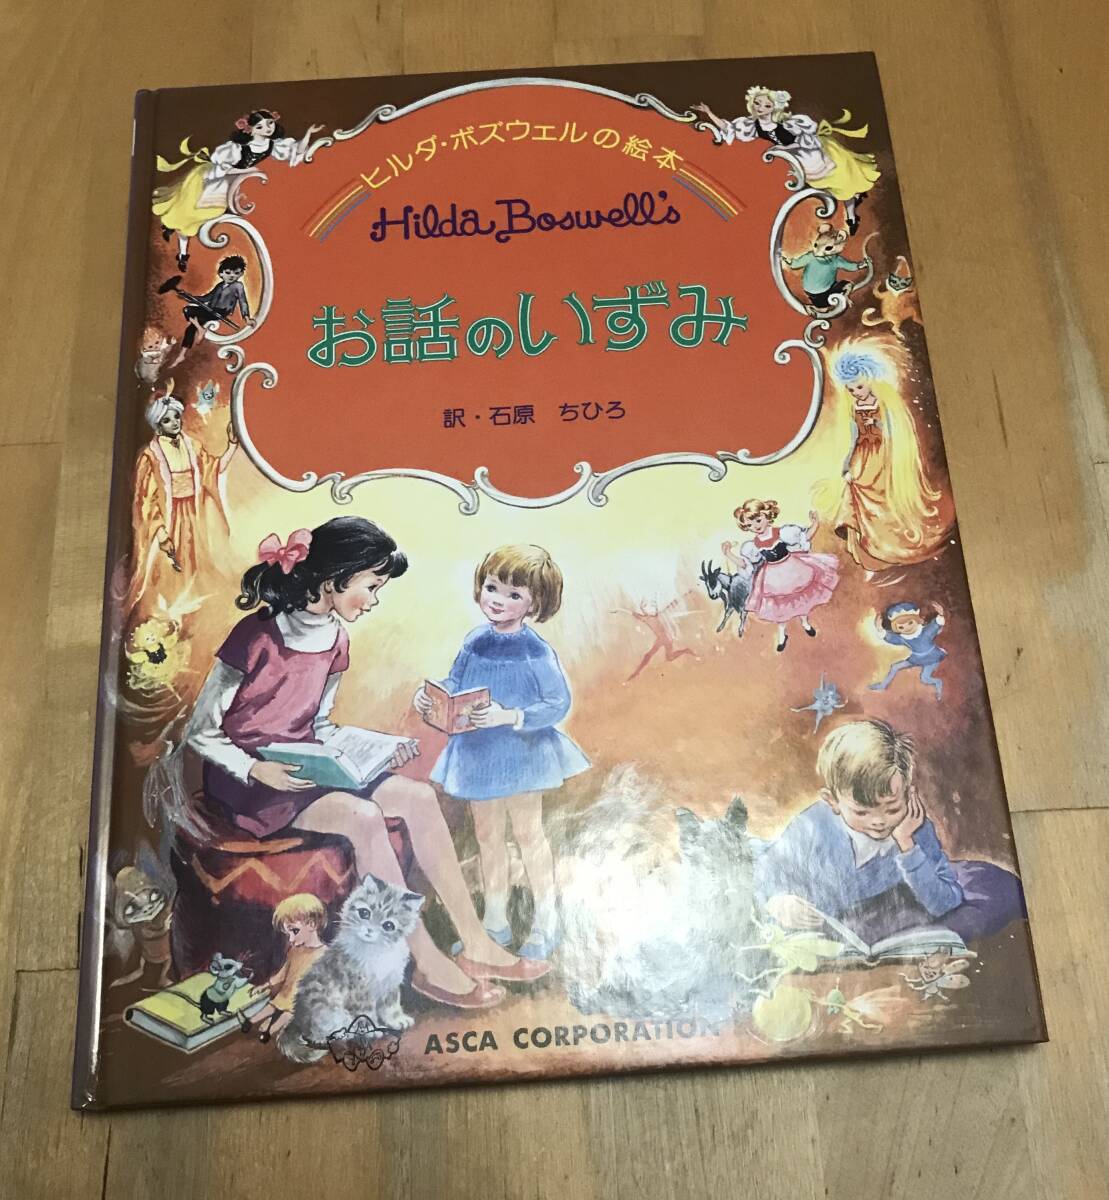 ヒルダ・ボズウェルの絵本
Hilda Boswell's
お話のいずみ
訳・石原 ちひろ
ASCA CORPORATION